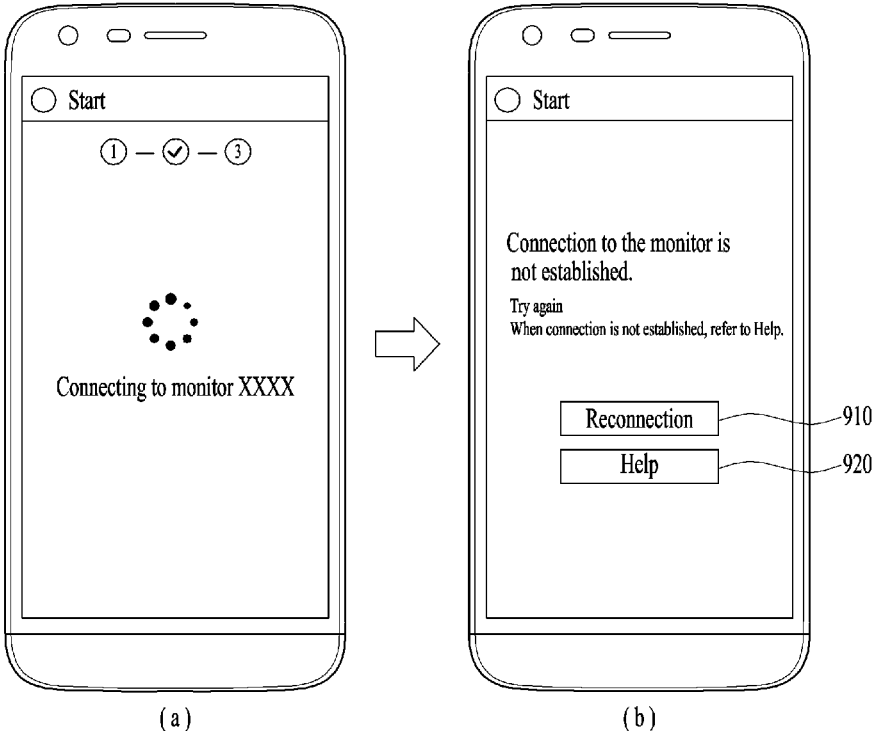 Start
1 — ✓ — 3
Connecting to monitor XXXX
(a)
Start
Connection to the monitor is
not established.
Try again
When connection is not established, refer to Help.
Reconnection
910
Help
920
(b)